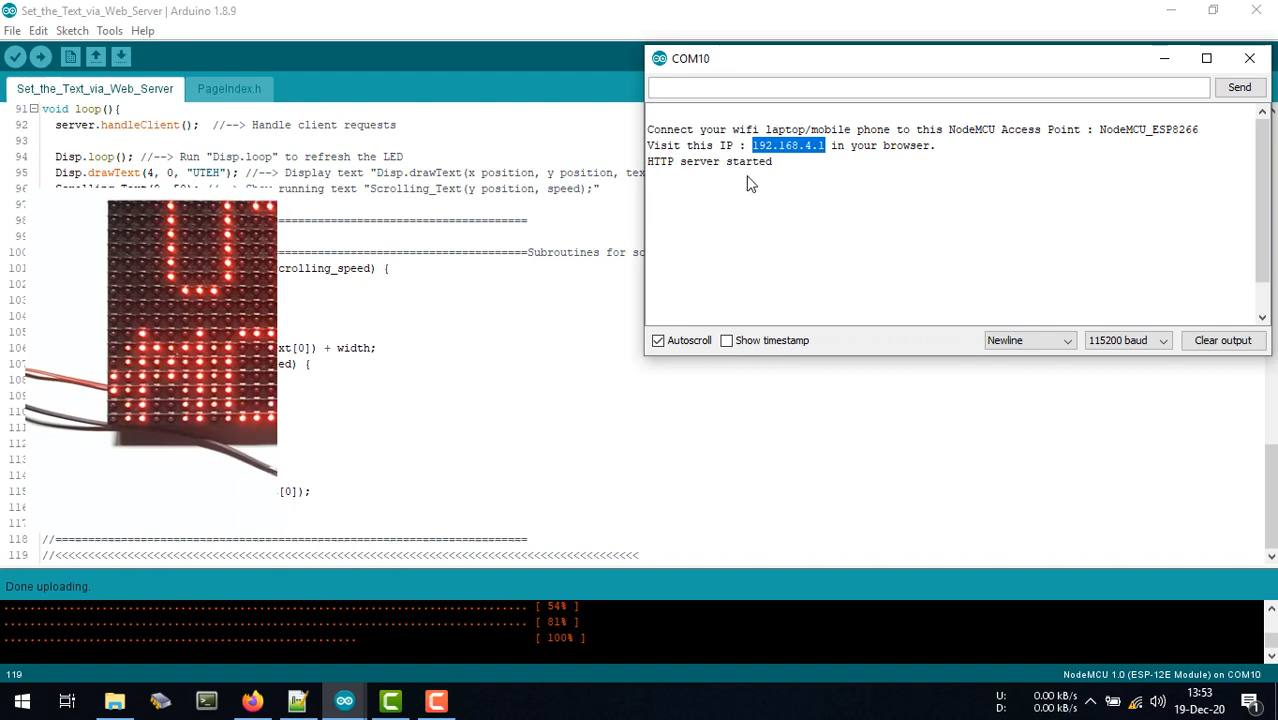 Set_the_Text_via_Web_Server | Arduino 1.8.9
File Edit Sketch Tools Help
Set_the_Text_via_Web_Server PageIndex.h
91 void loop(){
92 server.handleClient(); //--> Handle client requests
93
94 Disp.loop(); //--> Run "Disp.loop" to refresh the LED
95 Disp.drawText(4, 0, "UTEH"); //--> Display text "Disp.drawText(x position, y position, tex
96 running text "Scrolling_Text(y position, speed);"
97
98 ================================
99
100 ================================Subroutines for sc
101 crolling_speed) {
102
103
104
105
106 xt[0]) + width;
107 ed) {
108
109
110
111
112
113
114
115 [0]);
116
117
118 //==========================================================================
119 //<<<<<<<<<<<<<<<<<<<<<<<<<<<<<<<<<<<<<<<<<<<<<<<<<<<<<<<<<<<<<<<<<<<<<<<<<
COM10
Send
Connect your wifi laptop/mobile phone to this NodeMCU Access Point : NodeMCU_ESP8266
Visit this IP : 192.168.4.1 in your browser.
HTTP server started
Autoscroll Show timestamp Newline 115200 baud Clear output
Done uploading.
................................................................................ [ 54% ]
................................................................................ [ 81% ]
...................................................... [ 100% ]
119 NodeMCU 1.0 (ESP-12E Module) on COM10
U: 0.00 kB/s
D: 0.00 kB/s
13:53
19-Dec-20
1